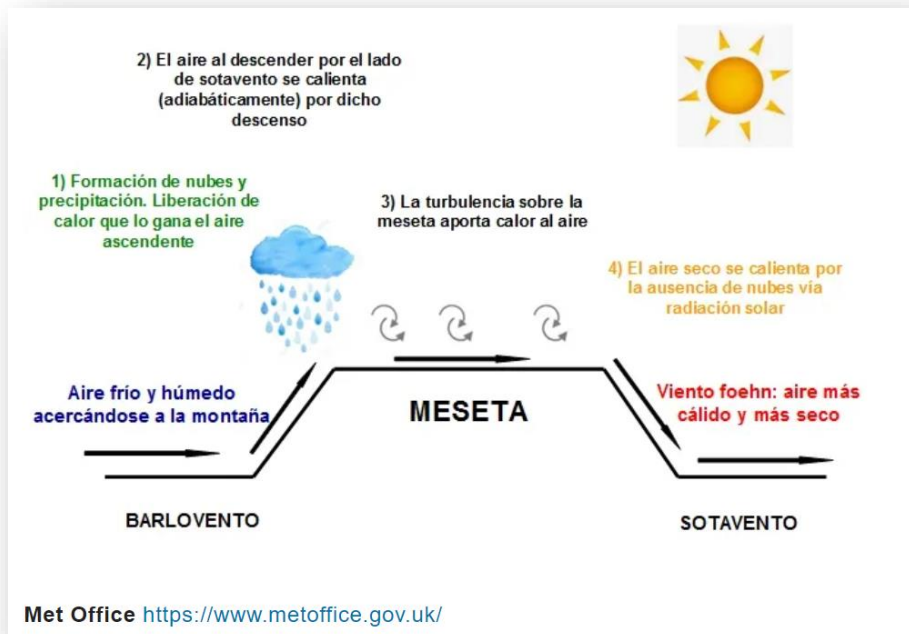 2) El aire al descender por el lado
de sotavento se calienta
(adiabáticamente) por dicho
descenso
1) Formación de nubes y
precipitación. Liberación de
calor que lo gana el aire
ascendente
3) La turbulencia sobre la
meseta aporta calor al aire
4) El aire seco se calienta por
la ausencia de nubes vía
radiación solar
Aire frío y húmedo
acercándose a la montaña
MESETA
Viento foehn: aire más
cálido y más seco
BARLOVENTO
SOTAVENTO
Met Office https://www.metoffice.gov.uk/